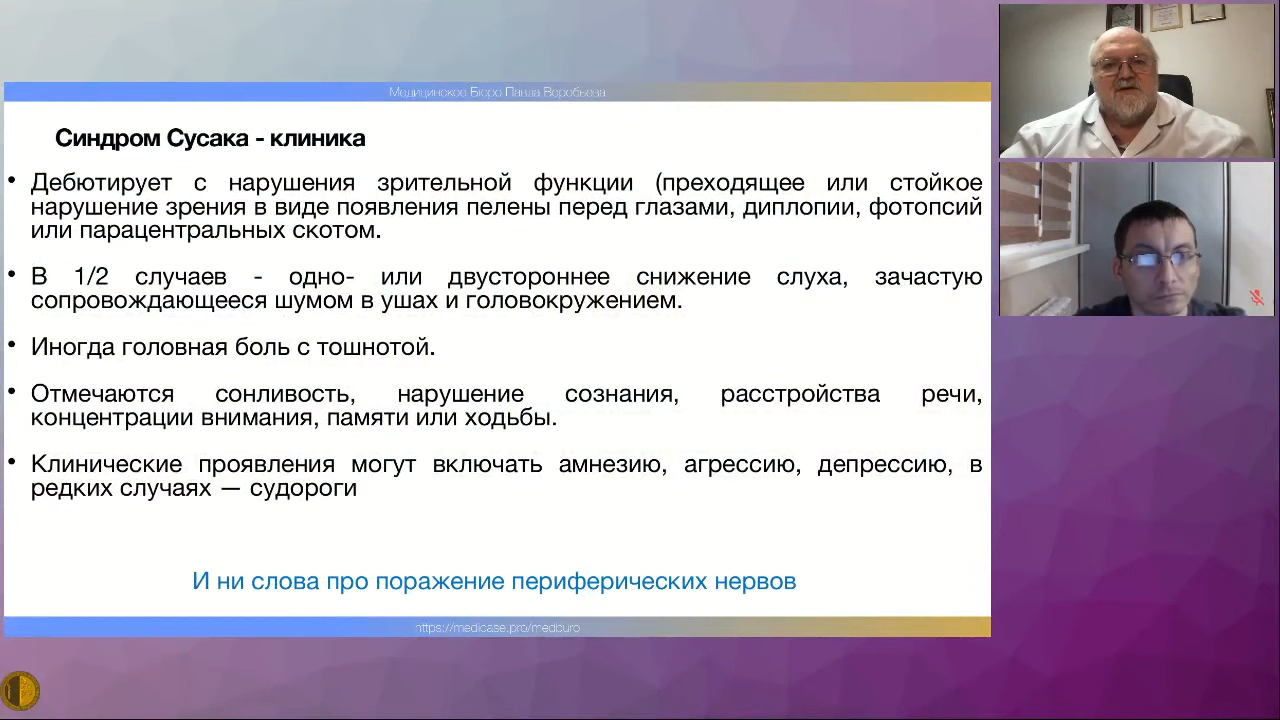 Медицинское Бюро Павла Воробьева
Синдром Сусака - клиника
• Дебютирует с нарушения зрительной функции (преходящее или стойкое
нарушение зрения в виде появления пелены перед глазами, диплопии, фотопсий
или парацентральных скотом.
• В 1/2 случаев - одно- или двустороннее снижение слуха, зачастую
сопровождающееся шумом в ушах и головокружением.
• Иногда головная боль с тошнотой.
• Отмечаются сонливость, нарушение сознания, расстройства речи,
концентрации внимания, памяти или ходьбы.
• Клинические проявления могут включать амнезию, агрессию, депрессию, в
редких случаях — судороги
И ни слова про поражение периферических нервов
https://medicase.pro/medburo